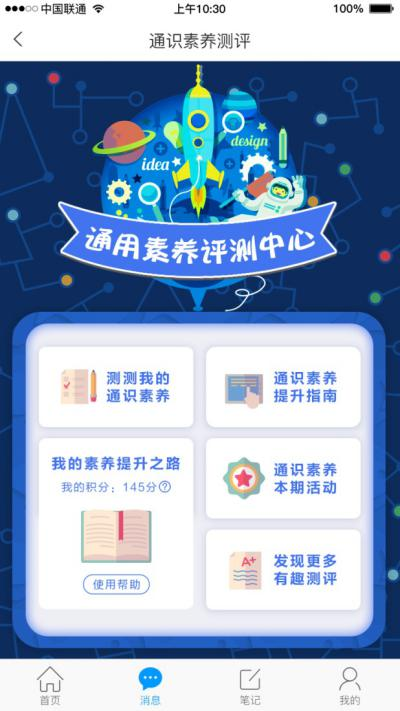 中国联通
上午10:30
100%
通识素养测评
idea
design
通用素养评测中心
测测我的
通识素养
通识素养
提升指南
我的素养提升之路
我的积分：145分?
使用帮助
通识素养
本期活动
A+
发现更多
有趣测评
首页
消息
笔记
我的